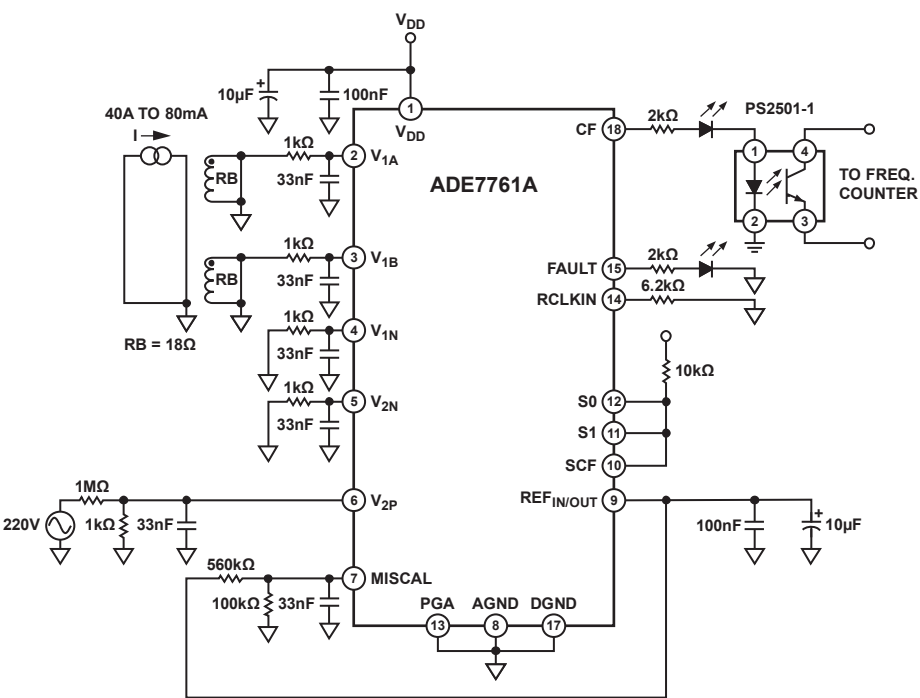 VDD
10µF
+
100nF
1
VDD
40A TO 80mA
I
RB
1kΩ
33nF
2
V1A
ADE7761A
CF
18
2kΩ
PS2501-1
1
4
2
3
TO FREQ.
COUNTER
RB
1kΩ
33nF
3
V1B
FAULT
15
2kΩ
RCLKIN
14
6.2kΩ
RB = 18Ω
1kΩ
33nF
4
V1N
10kΩ
1kΩ
33nF
5
V2N
S0
12
S1
11
SCF
10
220V
1MΩ
1kΩ
33nF
6
V2P
REFIN/OUT
9
100nF
+
10µF
560kΩ
100kΩ
33nF
7
MISCAL
PGA
AGND
DGND
13
8
17